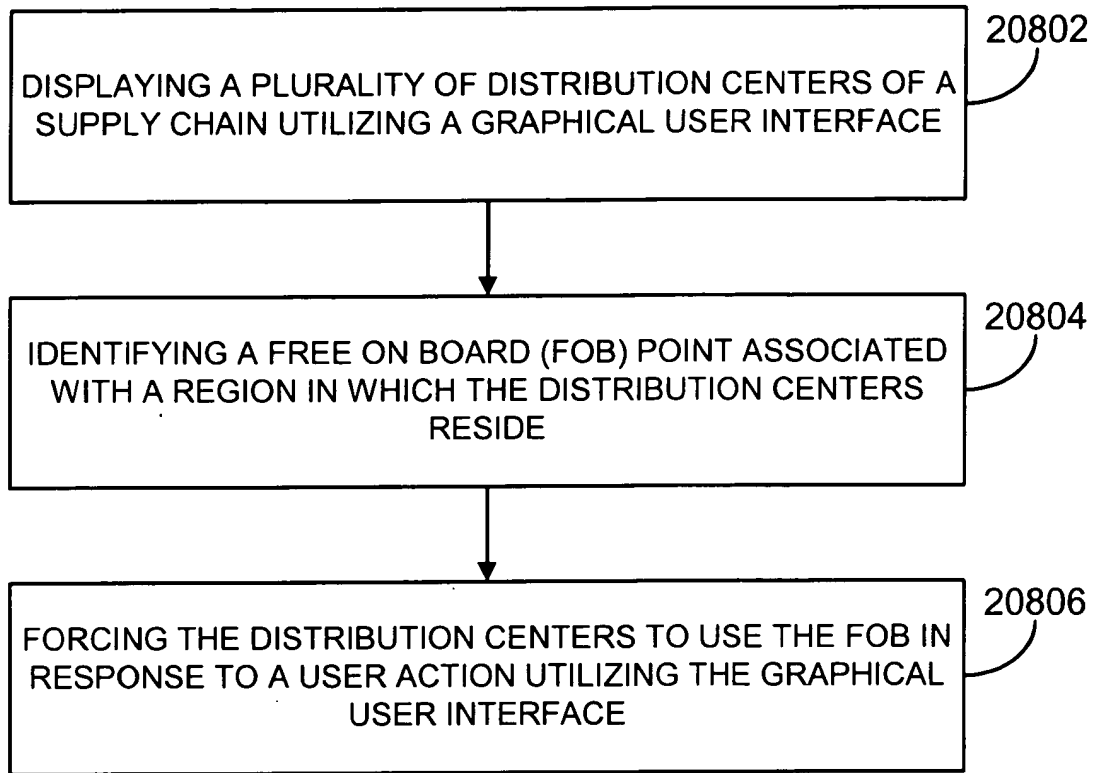 20802
DISPLAYING A PLURALITY OF DISTRIBUTION CENTERS OF A
SUPPLY CHAIN UTILIZING A GRAPHICAL USER INTERFACE
20804
IDENTIFYING A FREE ON BOARD (FOB) POINT ASSOCIATED
WITH A REGION IN WHICH THE DISTRIBUTION CENTERS
RESIDE
20806
FORCING THE DISTRIBUTION CENTERS TO USE THE FOB IN
RESPONSE TO A USER ACTION UTILIZING THE GRAPHICAL
USER INTERFACE